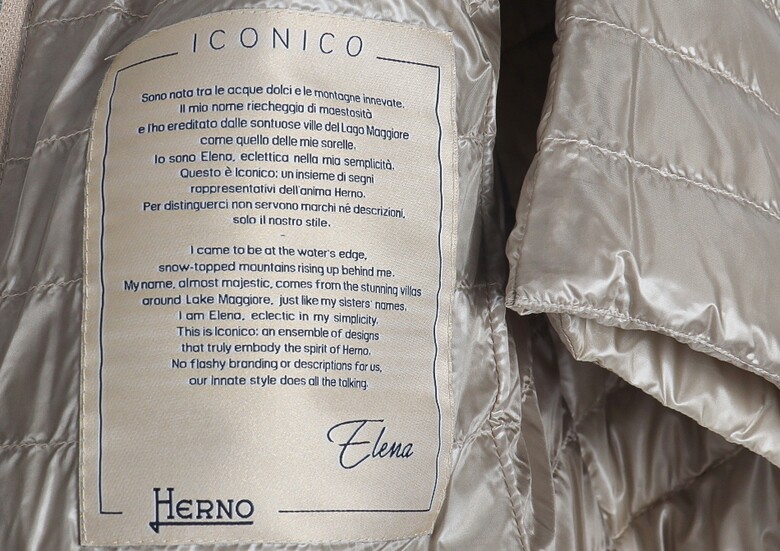 ICONICO
Sono nata tra le acque dolci e le montagne innevate.
Il mio nome riecheggia di maestosità
e l'ho ereditato dalle sontuose ville del Lago Maggiore
come quello delle mie sorelle.
Io sono Elena, eclettica nella mia semplicità.
Questo è Iconico: un insieme di segni
rappresentativi dell'anima Herno.
Per distinguerci non servono marchi né descrizioni,
solo il nostro stile.
-
I came to be at the water's edge,
snow-topped mountains rising up behind me.
My name, almost majestic, comes from the stunning villas
around Lake Maggiore, just like my sisters' names.
I am Elena, eclectic in my simplicity.
This is Iconico: an ensemble of designs
that truly embody the spirit of Herno.
No flashy branding or descriptions for us,
our innate style does all the talking.
Elena
HERNO